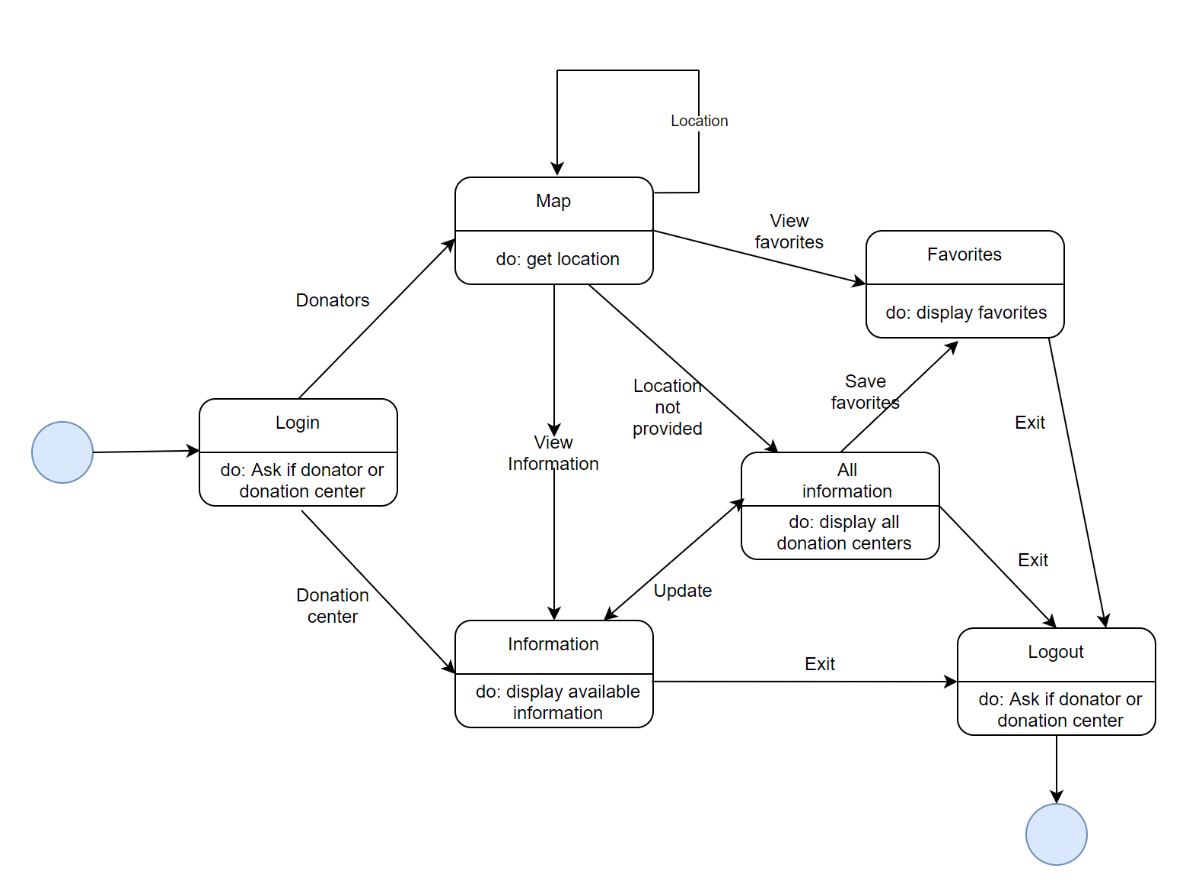 Location
Map
do: get location
View
favorites
Favorites
do: display favorites
Donators
Location
not
provided
Save
favorites
Exit
Login
do: Ask if donator or
donation center
View
Information
All
information
do: display all
donation centers
Exit
Donation
center
Update
Information
do: display available
information
Exit
Logout
do: Ask if donator or
donation center